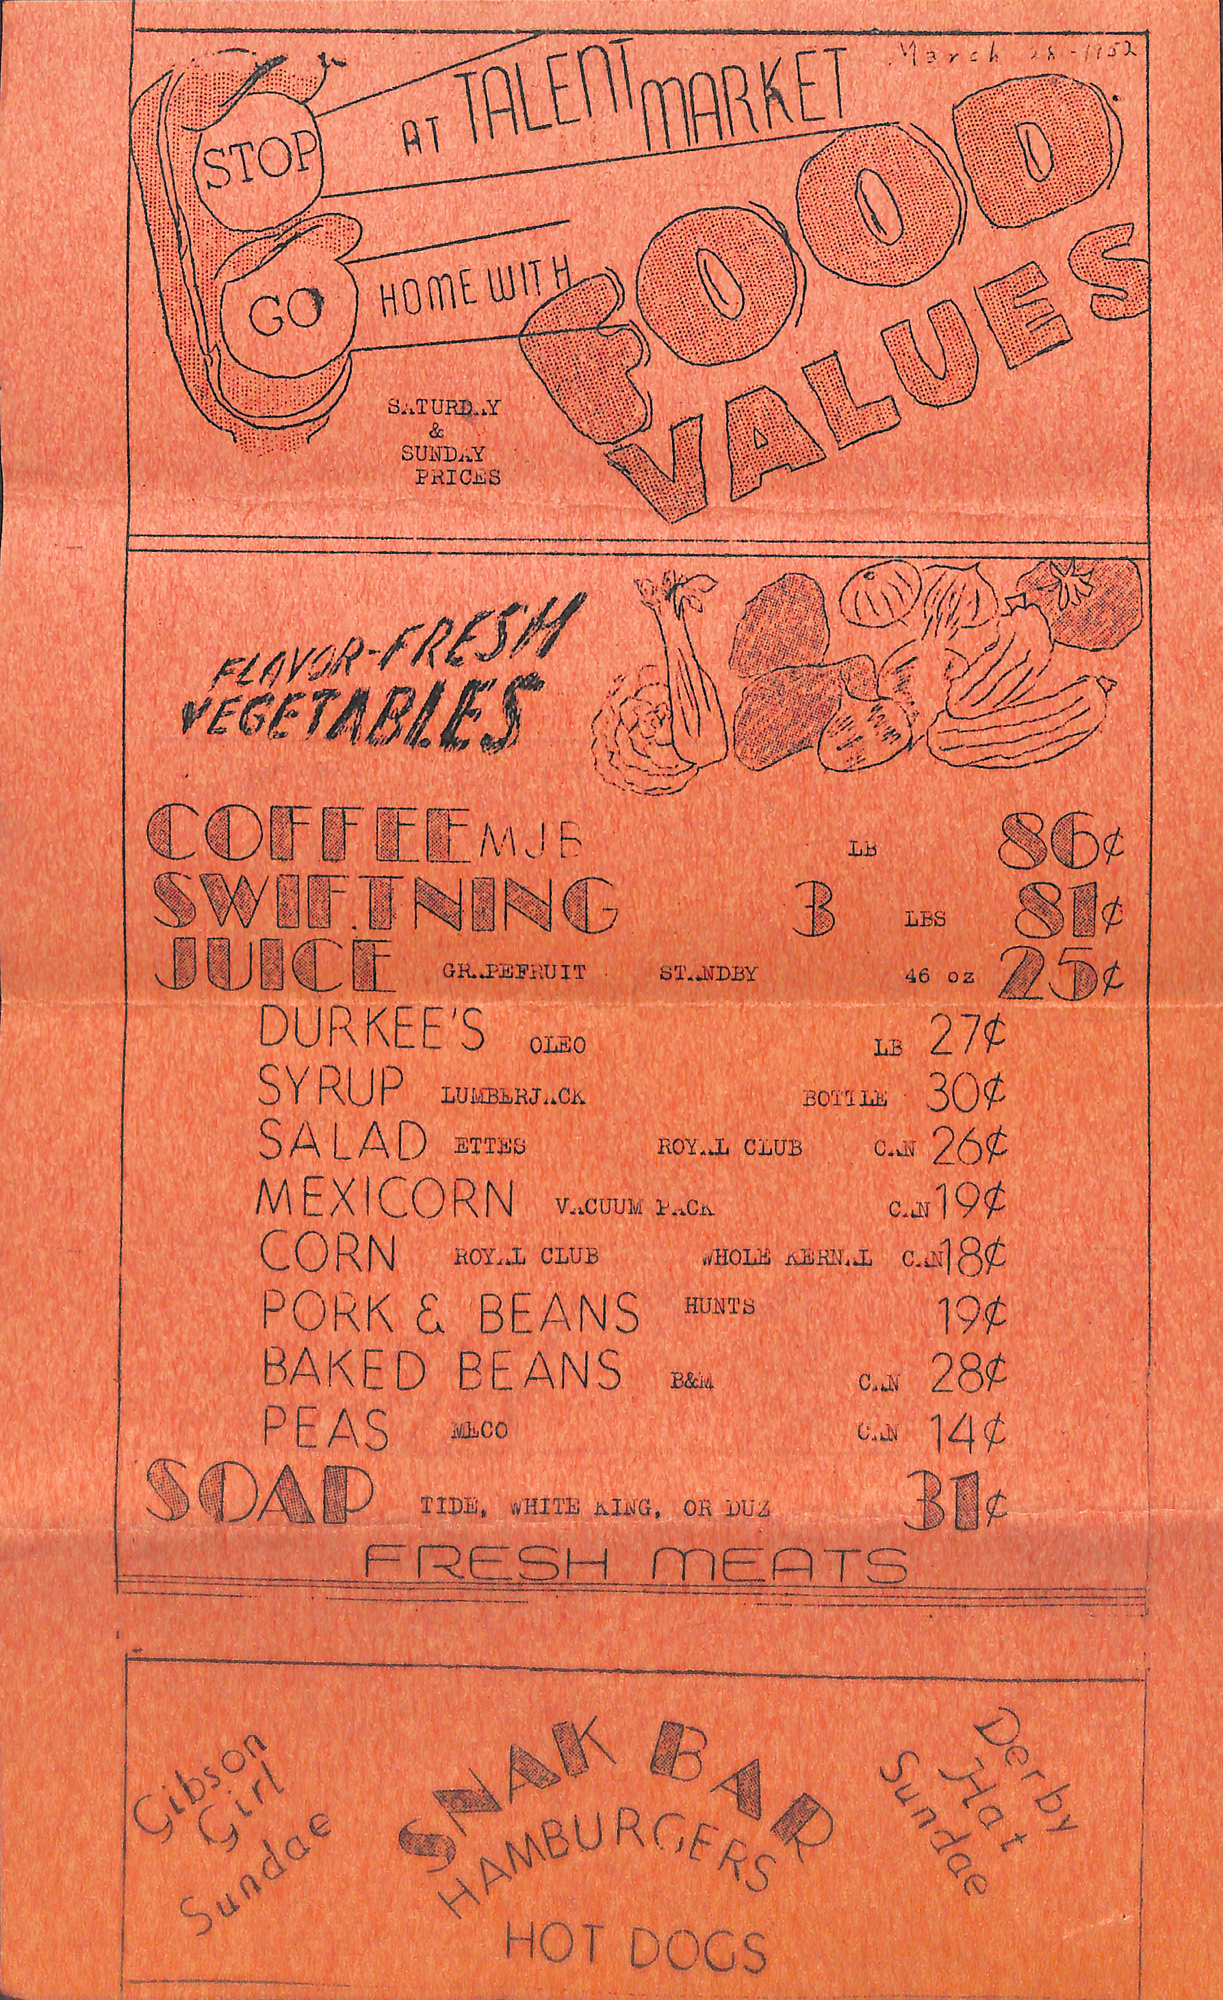 March 28-1952
STOP AT TALENT MARKET
GO HOME WITH FOOD VALUES
SATURDAY
&
SUNDAY
PRICES
FLAVOR-FRESH
VEGETABLES
COFFEE MJB LB 86¢
SWIFTNING 3 LBS 81¢
JUICE GRAPEFRUIT STANDBY 46 oz 25¢
DURKEE'S OLEO LB 27¢
SYRUP LUMBERJACK BOTTLE 30¢
SALAD ETTES ROYAL CLUB CAN 26¢
MEXICORN VACUUM PACK CAN 19¢
CORN ROYAL CLUB WHOLE KERNAL CAN 18¢
PORK & BEANS HUNTS 19¢
BAKED BEANS B&M CAN 28¢
PEAS MECO CAN 14¢
SOAP TIDE, WHITE KING, OR DUZ 31¢
FRESH MEATS
Gibson
Girl
Sundae
SNAK BAR
HAMBURGERS
HOT DOGS
Derby
Hat
Sundae